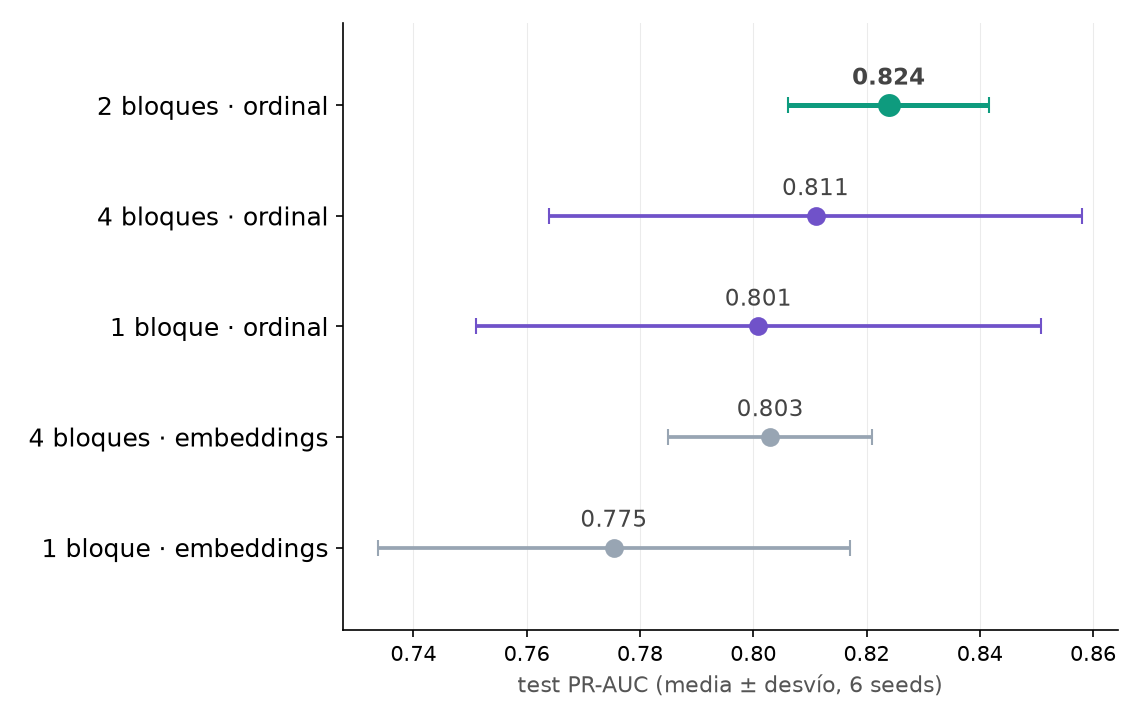 0.824
2 bloques · ordinal
0.811
4 bloques · ordinal
0.801
1 bloque · ordinal
0.803
4 bloques · embeddings
0.775
1 bloque · embeddings
0.74 0.76 0.78 0.80 0.82 0.84 0.86
test PR-AUC (media ± desvío, 6 seeds)